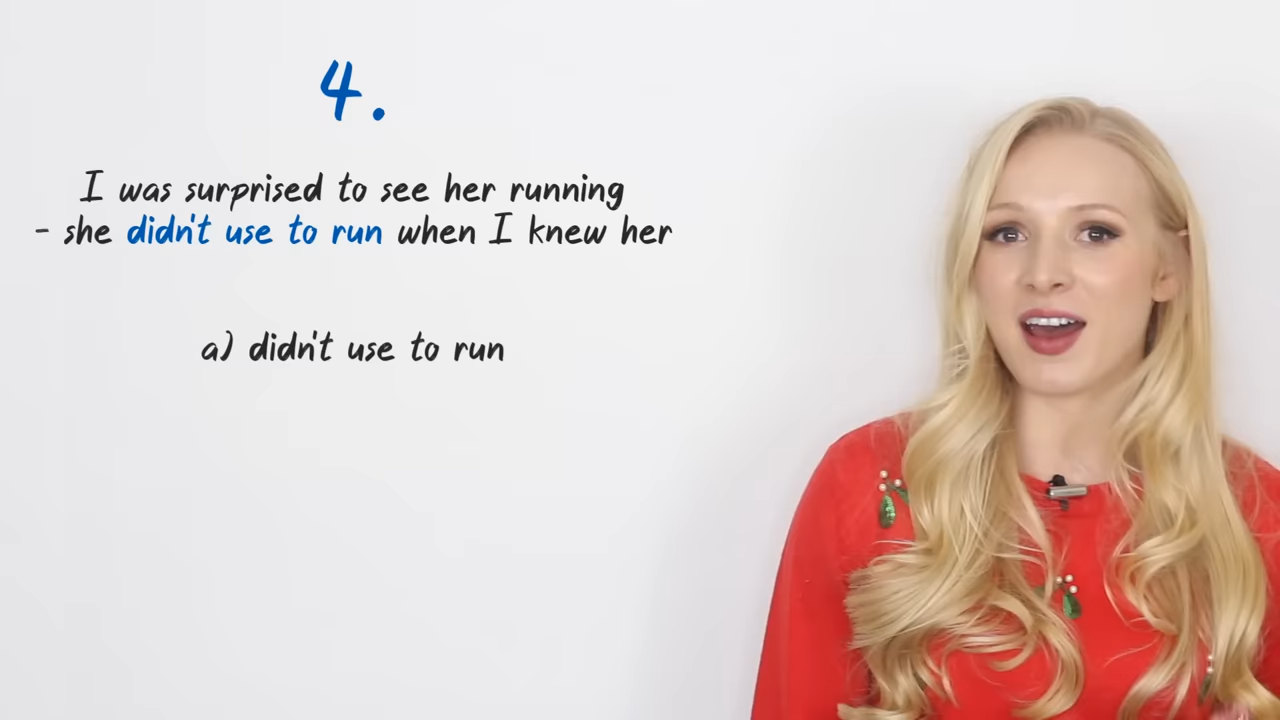 4.
I was surprised to see her running
- she didn't use to run when I knew her
a) didn't use to run